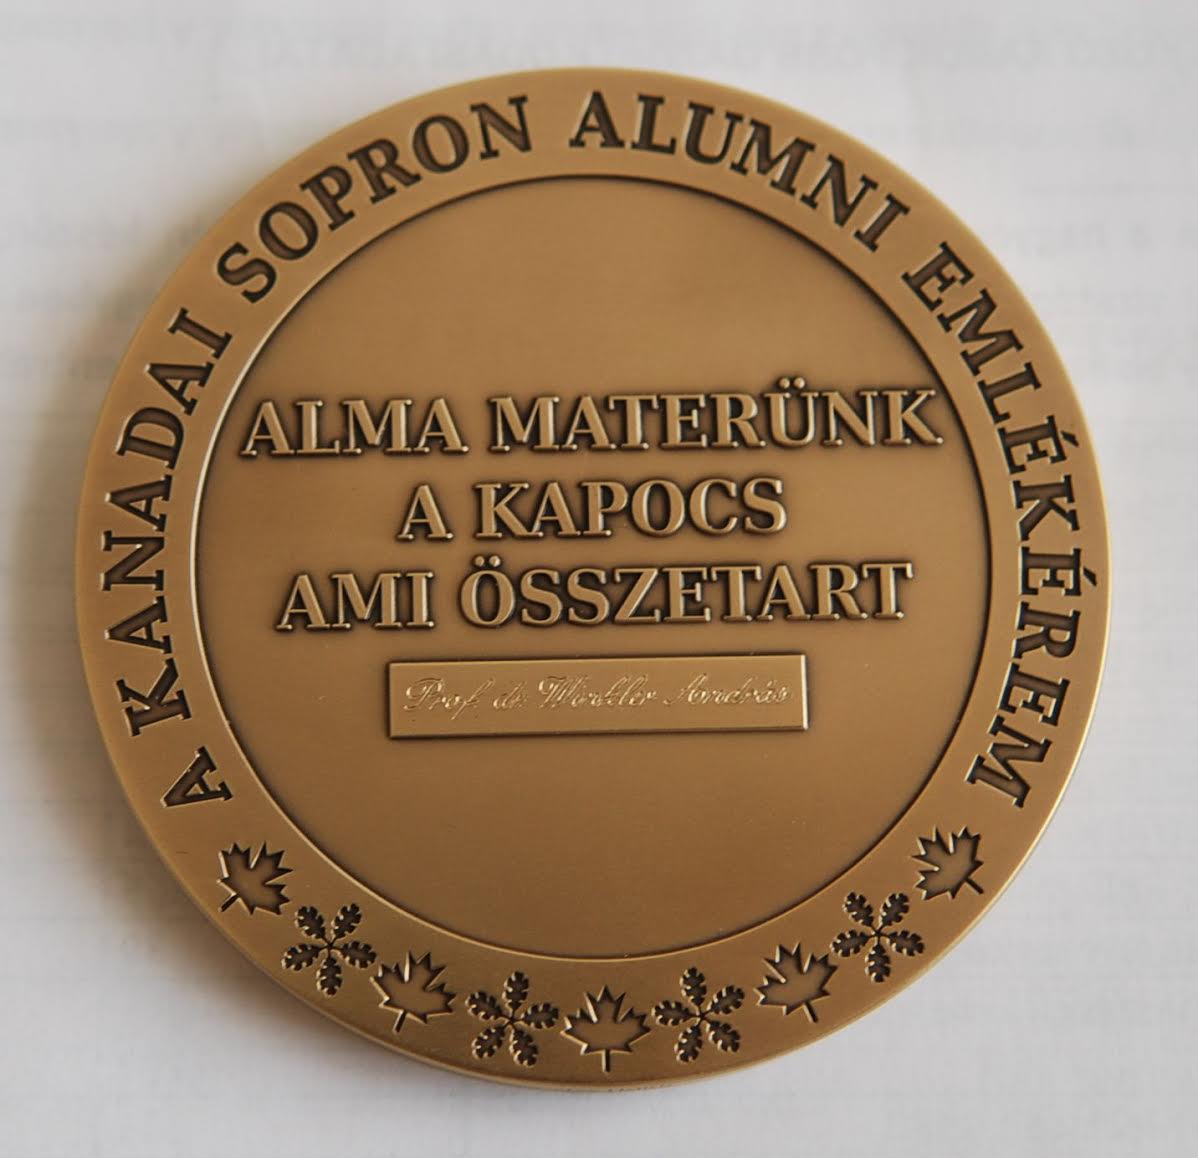 A KANADAI SOPRON ALUMNI EMLÉKÉREM
ALMA MATERÜNK
A KAPOCS
AMI ÖSSZETART
Prof. dr. Winkler András